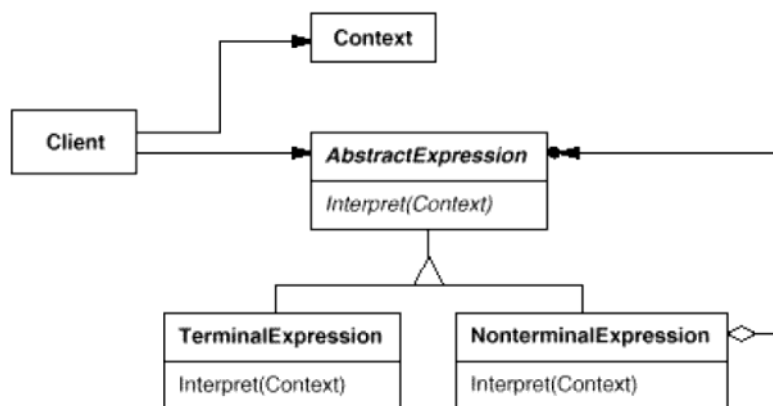 Context
Client
AbstractExpression
Interpret(Context)
TerminalExpression
Interpret(Context)
NonterminalExpression
Interpret(Context)